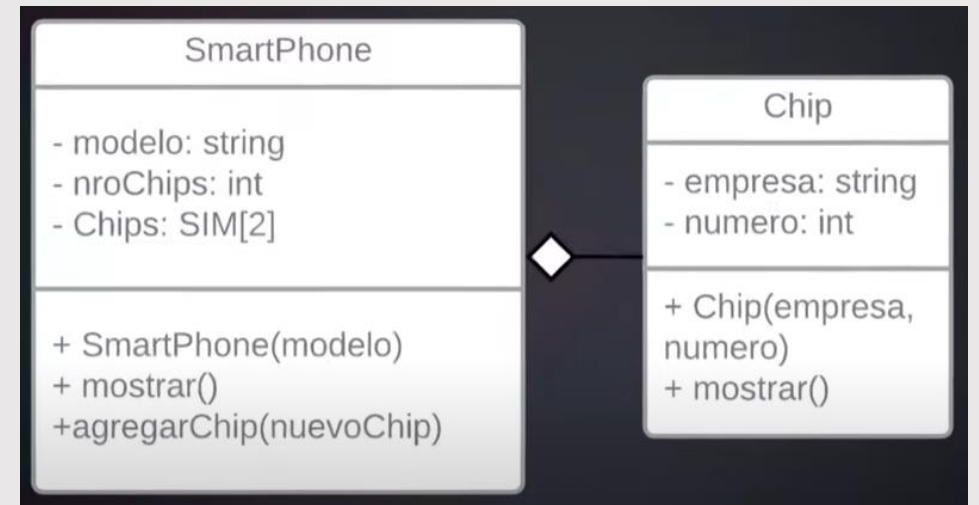 SmartPhone
- modelo: string
- nroChips: int
- Chips: SIM[2]
+ SmartPhone(modelo)
+ mostrar()
+agregarChip(nuevoChip)
Chip
- empresa: string
- numero: int
+ Chip(empresa,
numero)
+ mostrar()